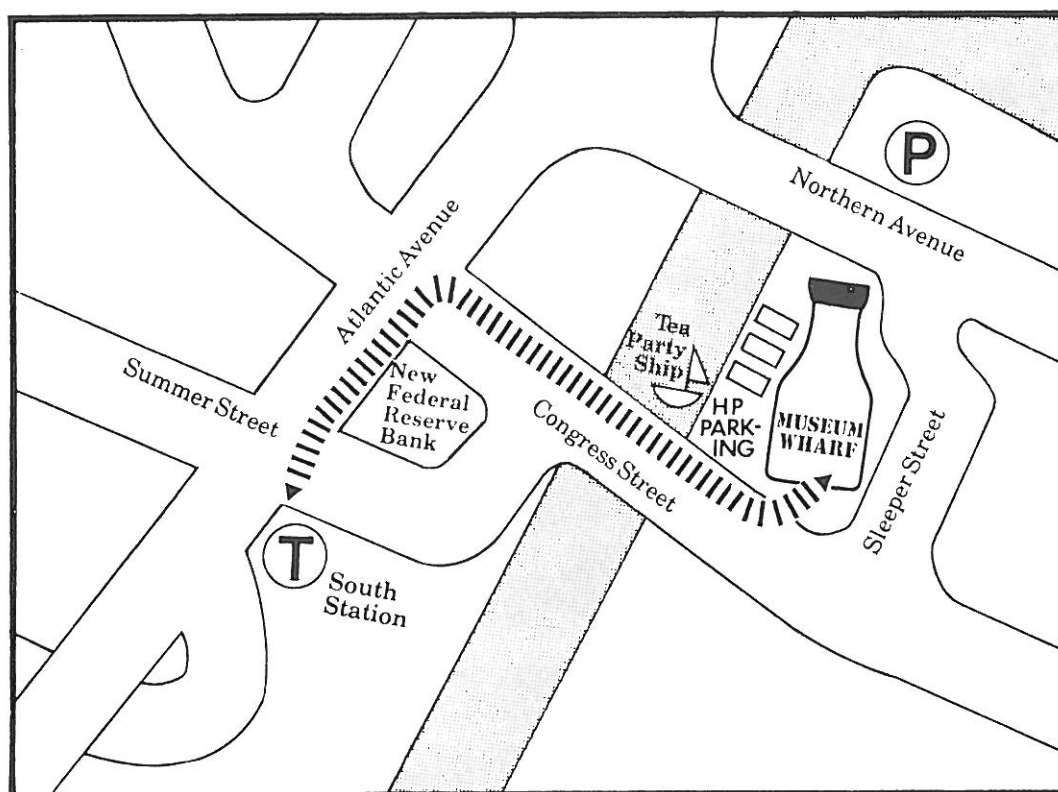 P
Northern Avenue
Atlantic Avenue
Tea
Party
Ship
Summer Street
New
Federal
Reserve
Bank
HP
PARK-
ING
MUSEUM
WHARF
Congress Street
Sleeper Street
T
South
Station